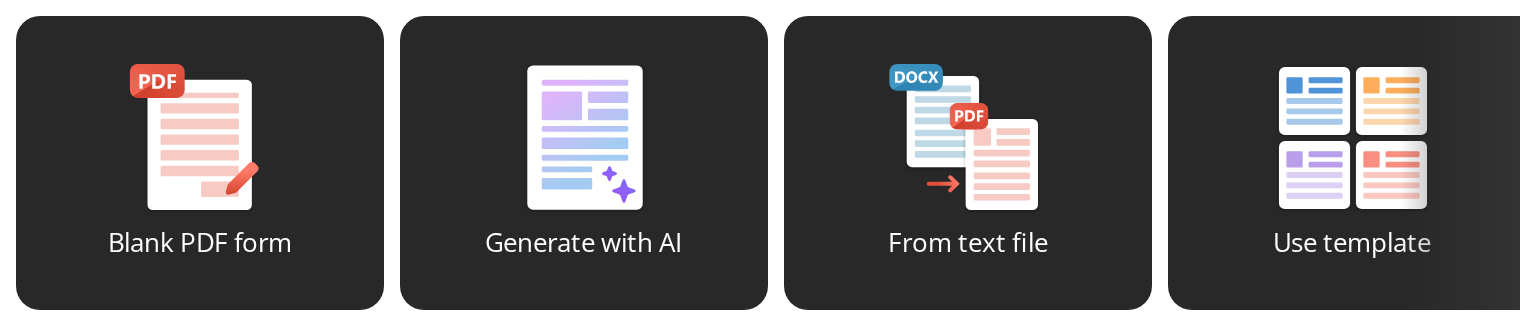 PDF
Blank PDF form
Generate with AI
DOCX
PDF
From text file
Use template